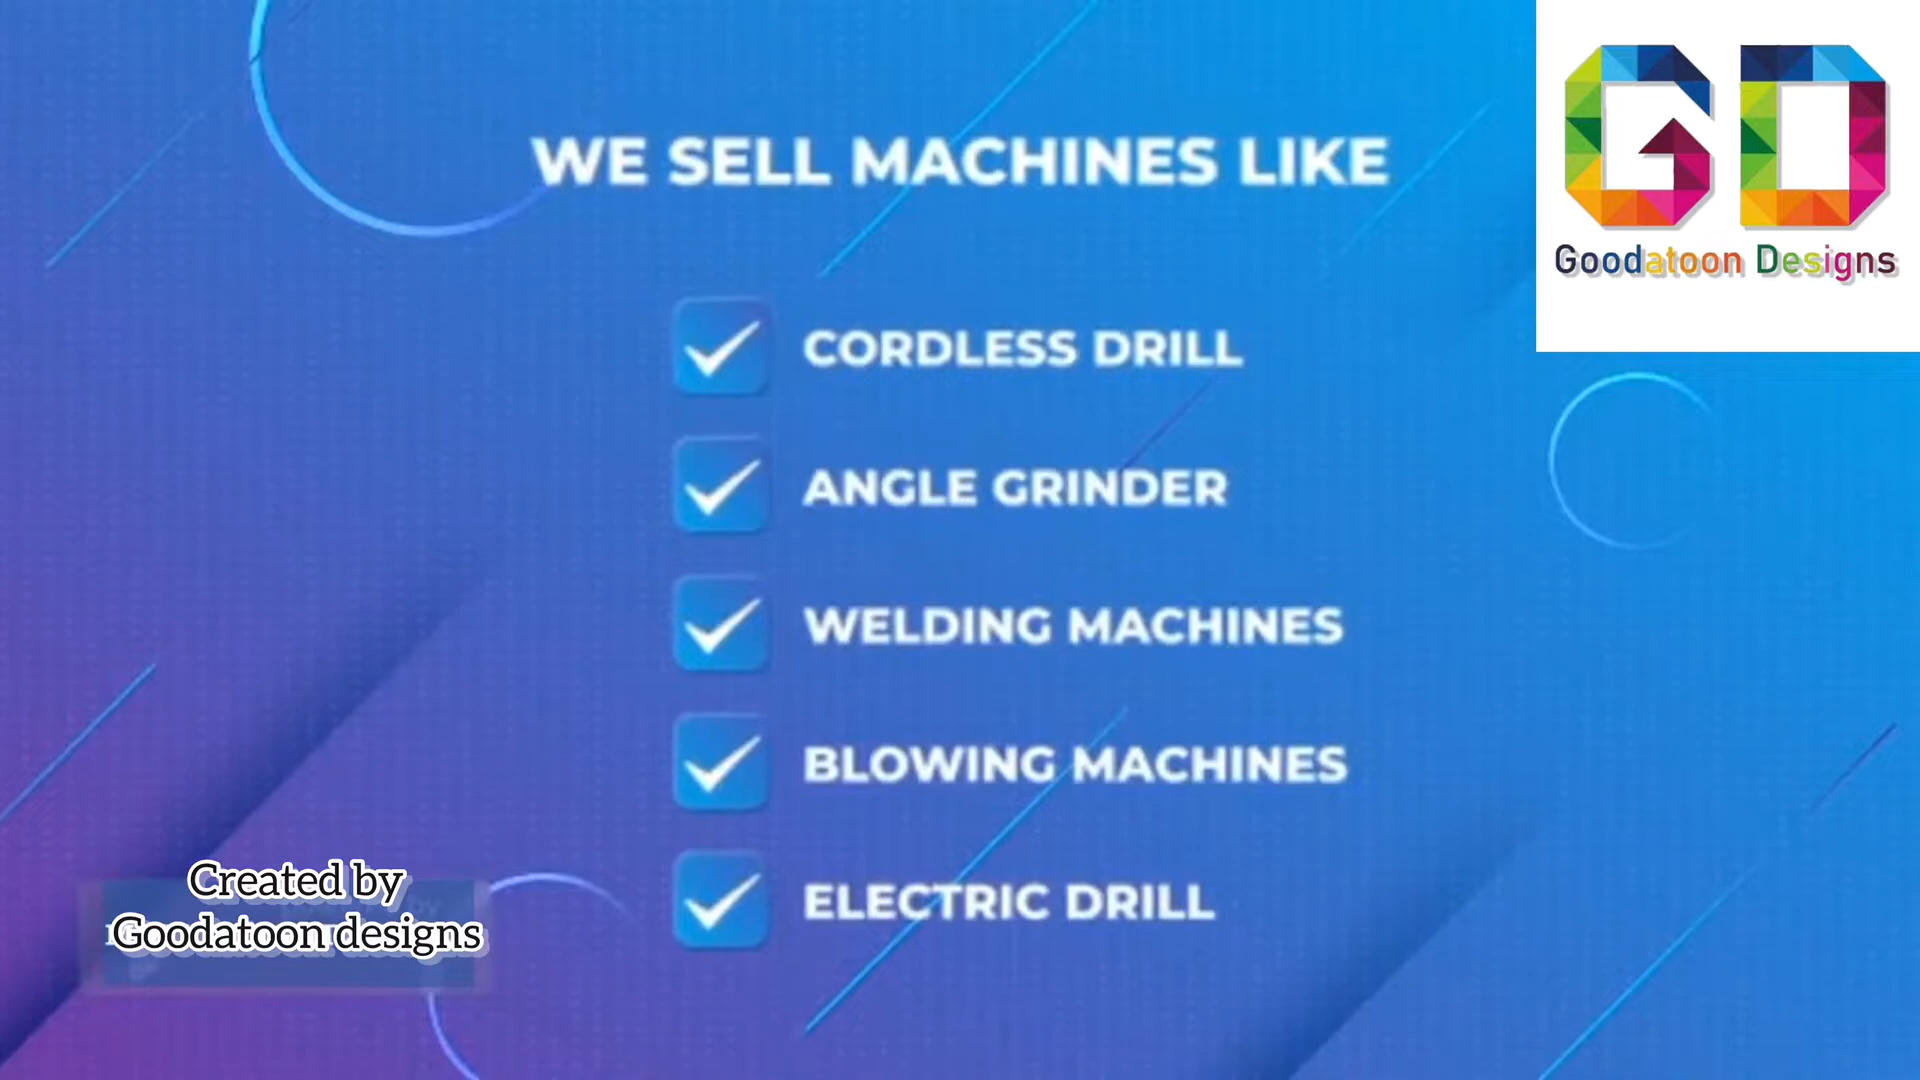 WE SELL MACHINES LIKE
GD
Goodatoon Designs
CORDLESS DRILL
ANGLE GRINDER
WELDING MACHINES
BLOWING MACHINES
ELECTRIC DRILL
Created by
Goodatoon designs